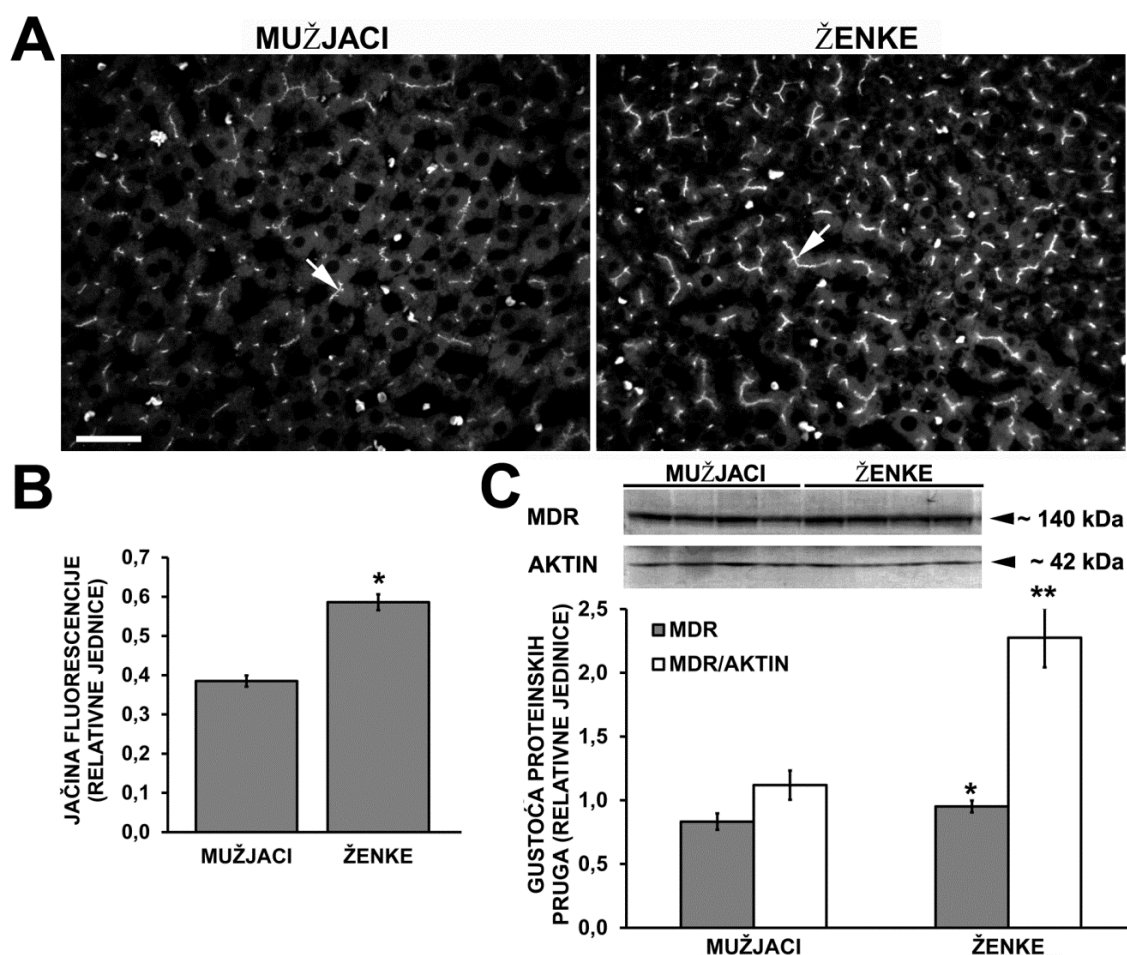 A
MUŽJACI
ŽENKE
B
JAČINA FLUORESCENCIJE
(RELATIVNE JEDNICE)
0,7
0,6
0,5
0,4
0,3
0,2
0,1
0,0
*
MUŽJACI
ŽENKE
C
MUŽJACI
ŽENKE
MDR
~ 140 kDa
AKTIN
~ 42 kDa
GUSTOĆA PROTEINSKIH
PRUGA (RELATIVNE JEDINICE)
2,5
2,0
1,5
1,0
0,5
0,0
MDR
MDR/AKTIN
*
**
MUŽJACI
ŽENKE